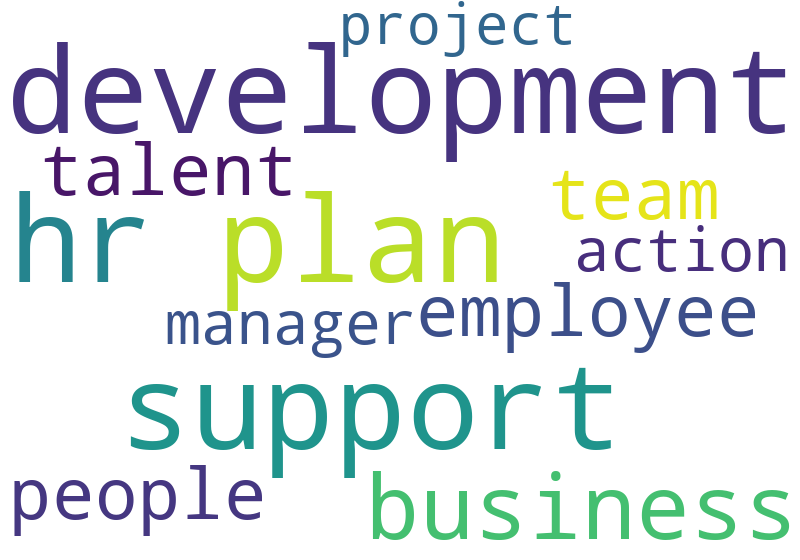 project
development
talent
team
hr plan
action
manager employee
support
people
business